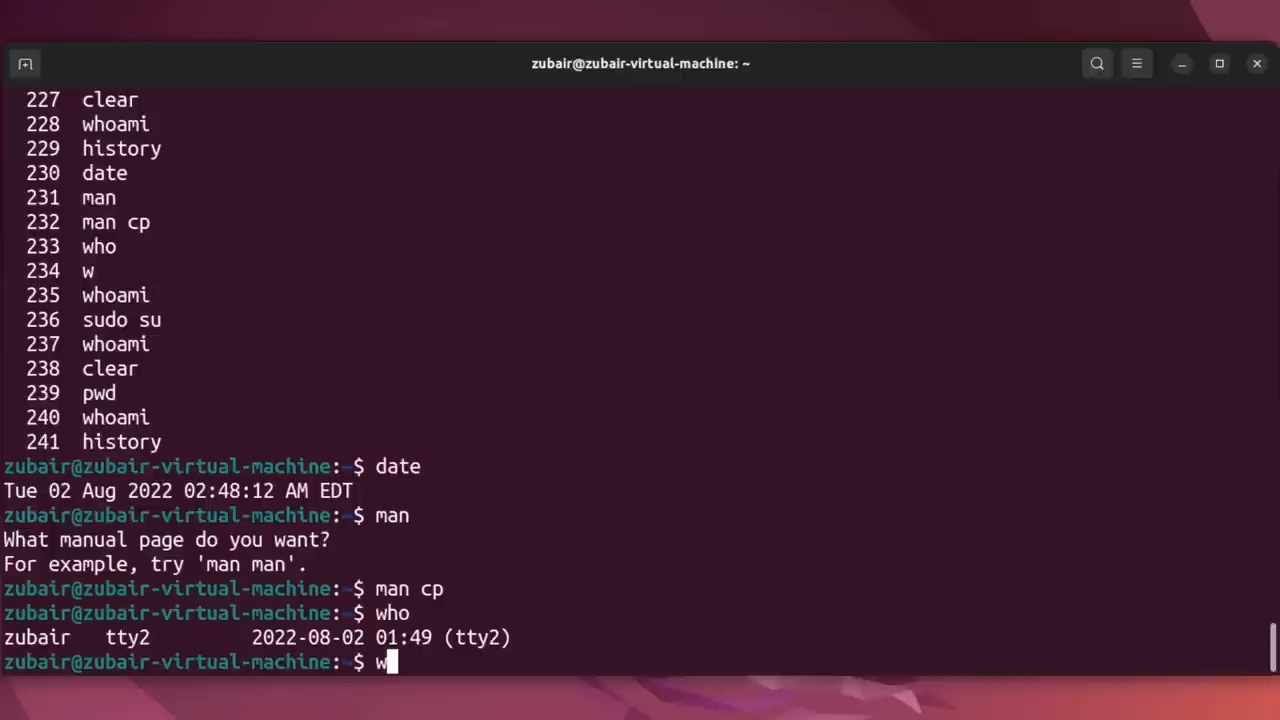 zubair@zubair-virtual-machine: ~
227 clear
228 whoami
229 history
230 date
231 man
232 man cp
233 who
234 w
235 whoami
236 sudo su
237 whoami
238 clear
239 pwd
240 whoami
241 history
zubair@zubair-virtual-machine:~$ date
Tue 02 Aug 2022 02:48:12 AM EDT
zubair@zubair-virtual-machine:~$ man
What manual page do you want?
For example, try 'man man'.
zubair@zubair-virtual-machine:~$ man cp
zubair@zubair-virtual-machine:~$ who
zubair   tty2         2022-08-02 01:49 (tty2)
zubair@zubair-virtual-machine:~$ w